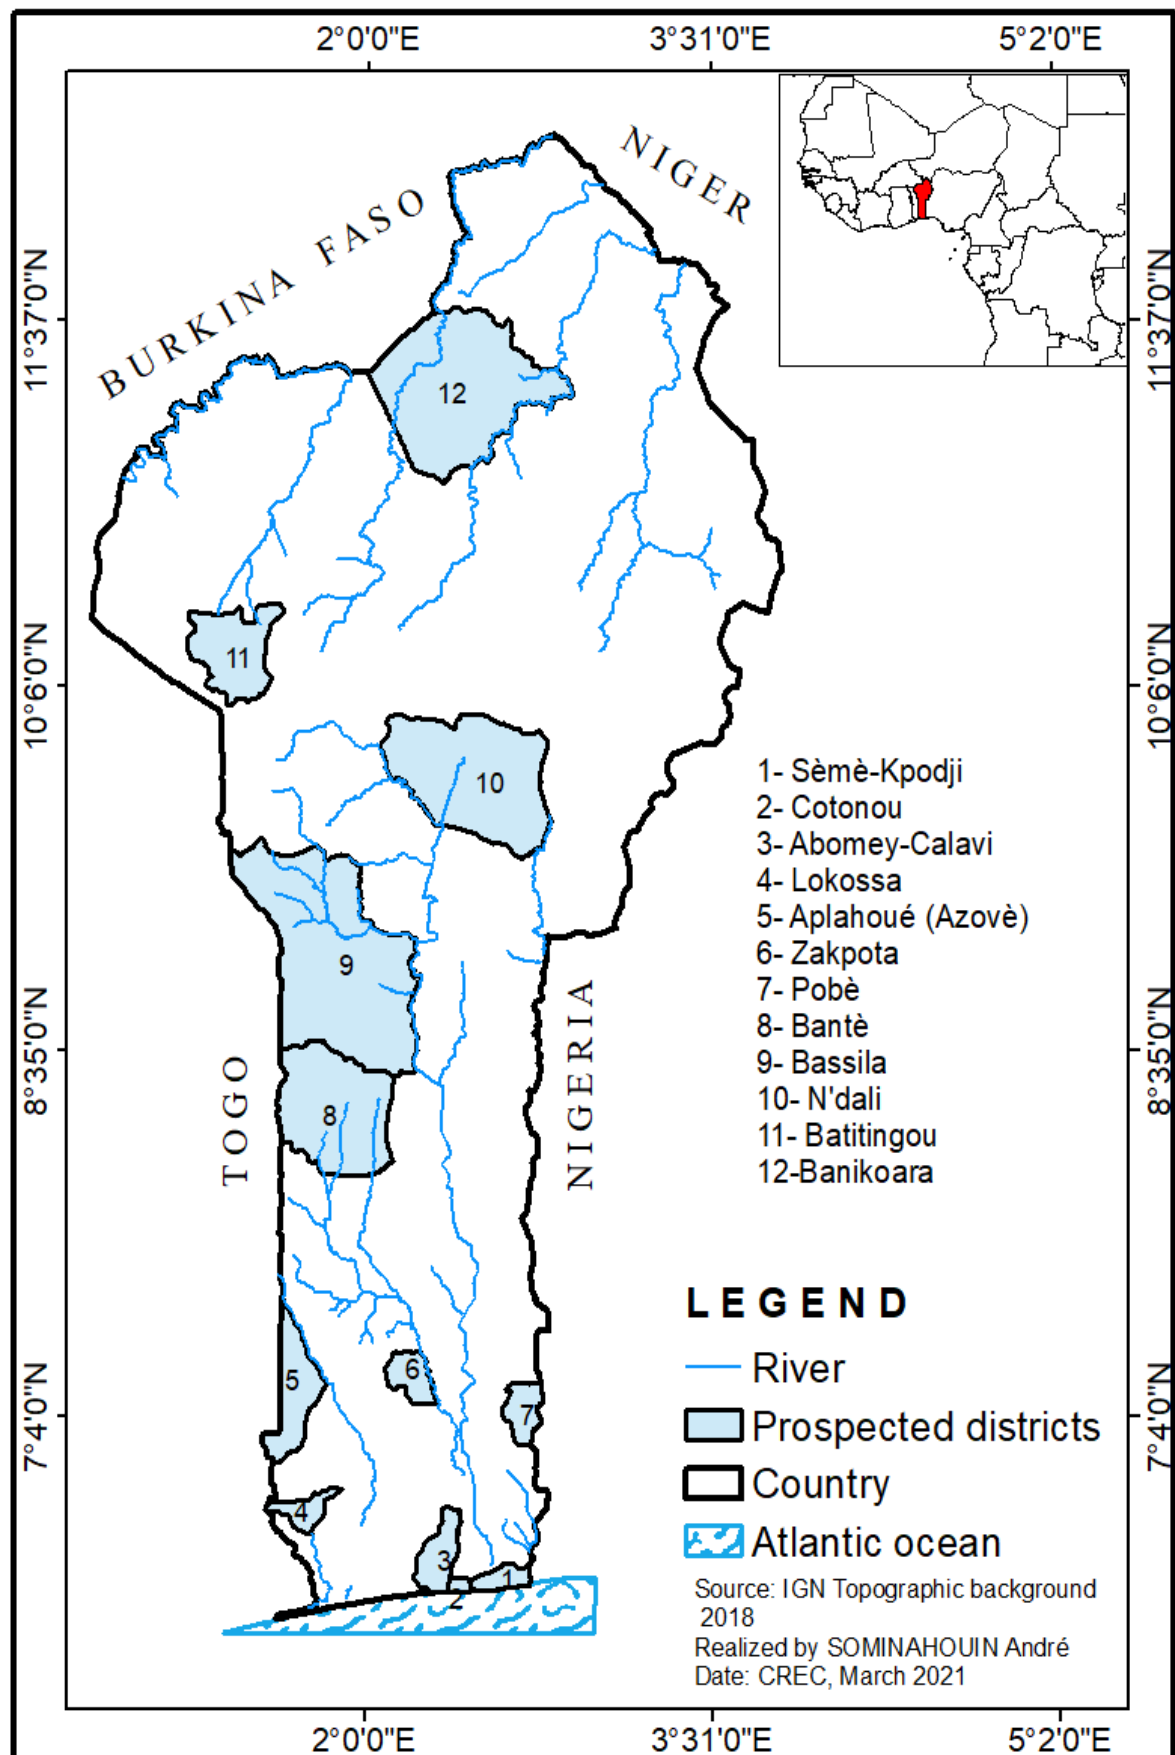 2°0'0"E 3°31'0"E 5°2'0"E
11°37'0"N
10°6'0"N
8°35'0"N
7°4'0"N
BURKINA FASO
NIGER
TOGO
NIGERIA
12
11
10
9
8
5
6
7
4
3
2
1
1- Sèmè-Kpodji
2- Cotonou
3- Abomey-Calavi
4- Lokossa
5- Aplahoué (Azovè)
6- Zakpota
7- Pobè
8- Bantè
9- Bassila
10- N'dali
11- Batitingou
12-Banikoara
LEGEND
River
Prospected districts
Country
Atlantic ocean
Source: IGN Topographic background
2018
Realized by SOMINAHOUIN André
Date: CREC, March 2021
11°37'0"N
10°6'0"N
8°35'0"N
7°4'0"N
2°0'0"E 3°31'0"E 5°2'0"E